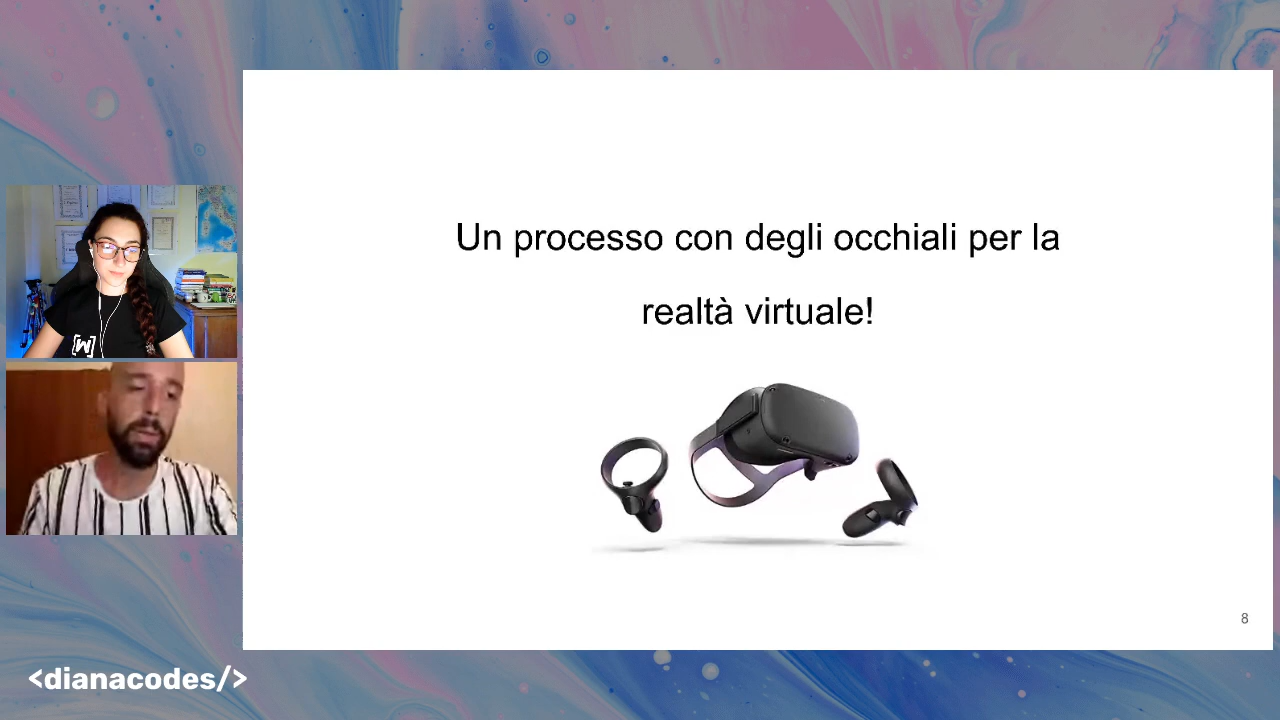 Un processo con degli occhiali per la
realtà virtuale!
8
[W]
<dianacodes/>